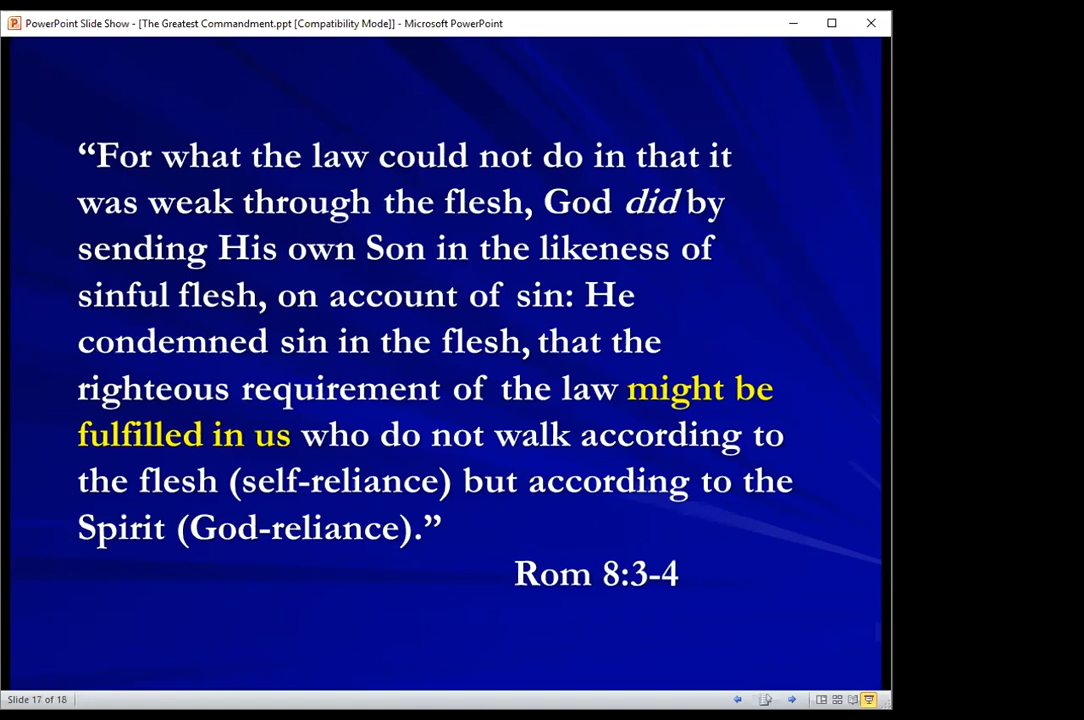 PowerPoint Slide Show - [The Greatest Commandment.ppt [Compatibility Mode]] - Microsoft PowerPoint
“For what the law could not do in that it
was weak through the flesh, God did by
sending His own Son in the likeness of
sinful flesh, on account of sin: He
condemned sin in the flesh, that the
righteous requirement of the law might be
fulfilled in us who do not walk according to
the flesh (self-reliance) but according to the
Spirit (God-reliance).”
Rom 8:3-4
Slide 17 of 18